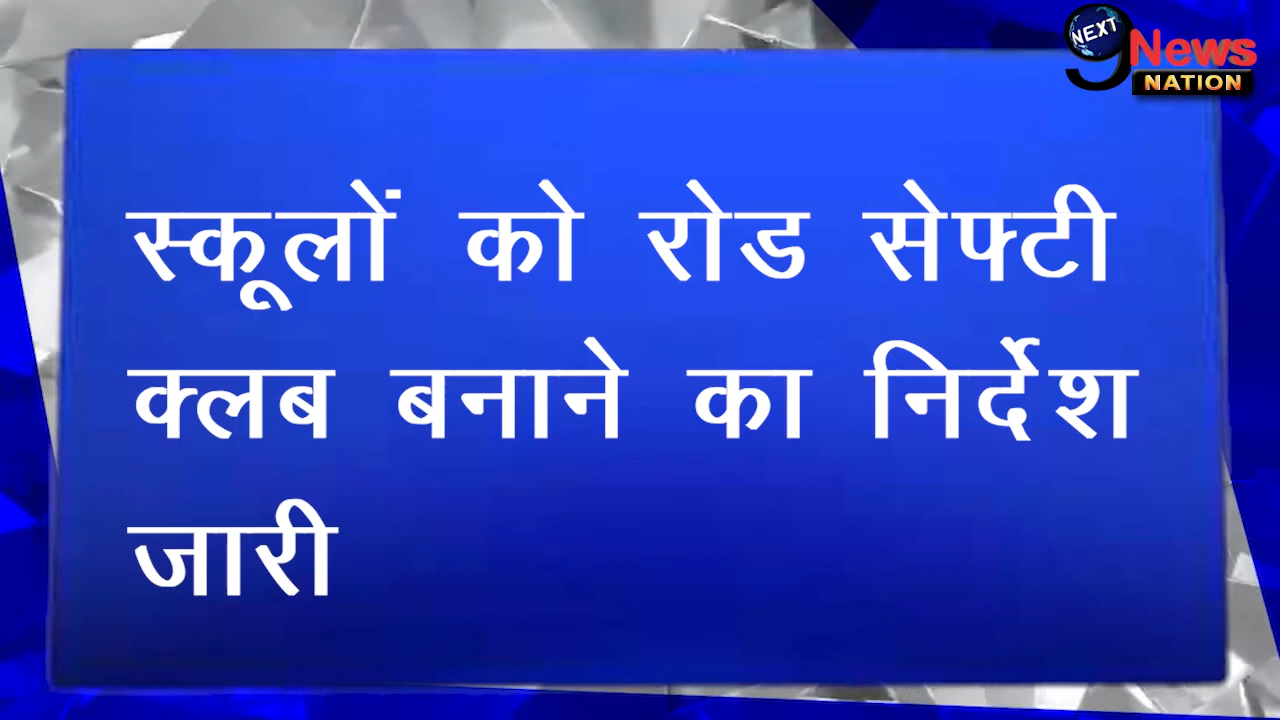 NEXT
9 News
NATION
स्कूलों को रोड सेफ्टी
क्लब बनाने का निर्देश
जारी